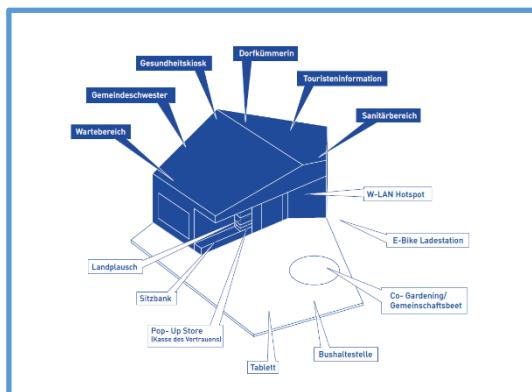 Dorfkümmerin
Gesundheitskiosk
Touristeninformation
Gemeindeschwester
Sanitärbereich
Wartebereich
W-LAN Hotspot
E-Bike Ladestation
Landplausch
Sitzbank
Co- Gardening/
Gemeinschaftsbeet
Pop- Up Store
(Kasse des Vertrauens)
Bushaltestelle
Tablett